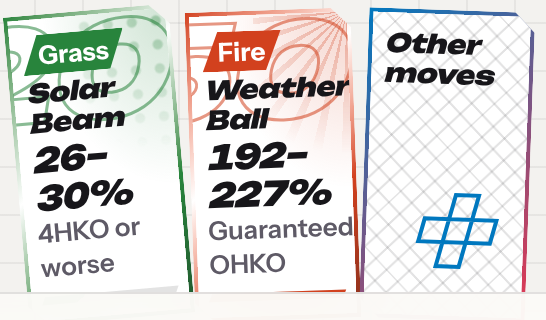 Grass
Solar
Beam
26–
30%
4HKO or
worse
Fire
Weather
Ball
192–
227%
Guaranteed
OHKO
Other
moves